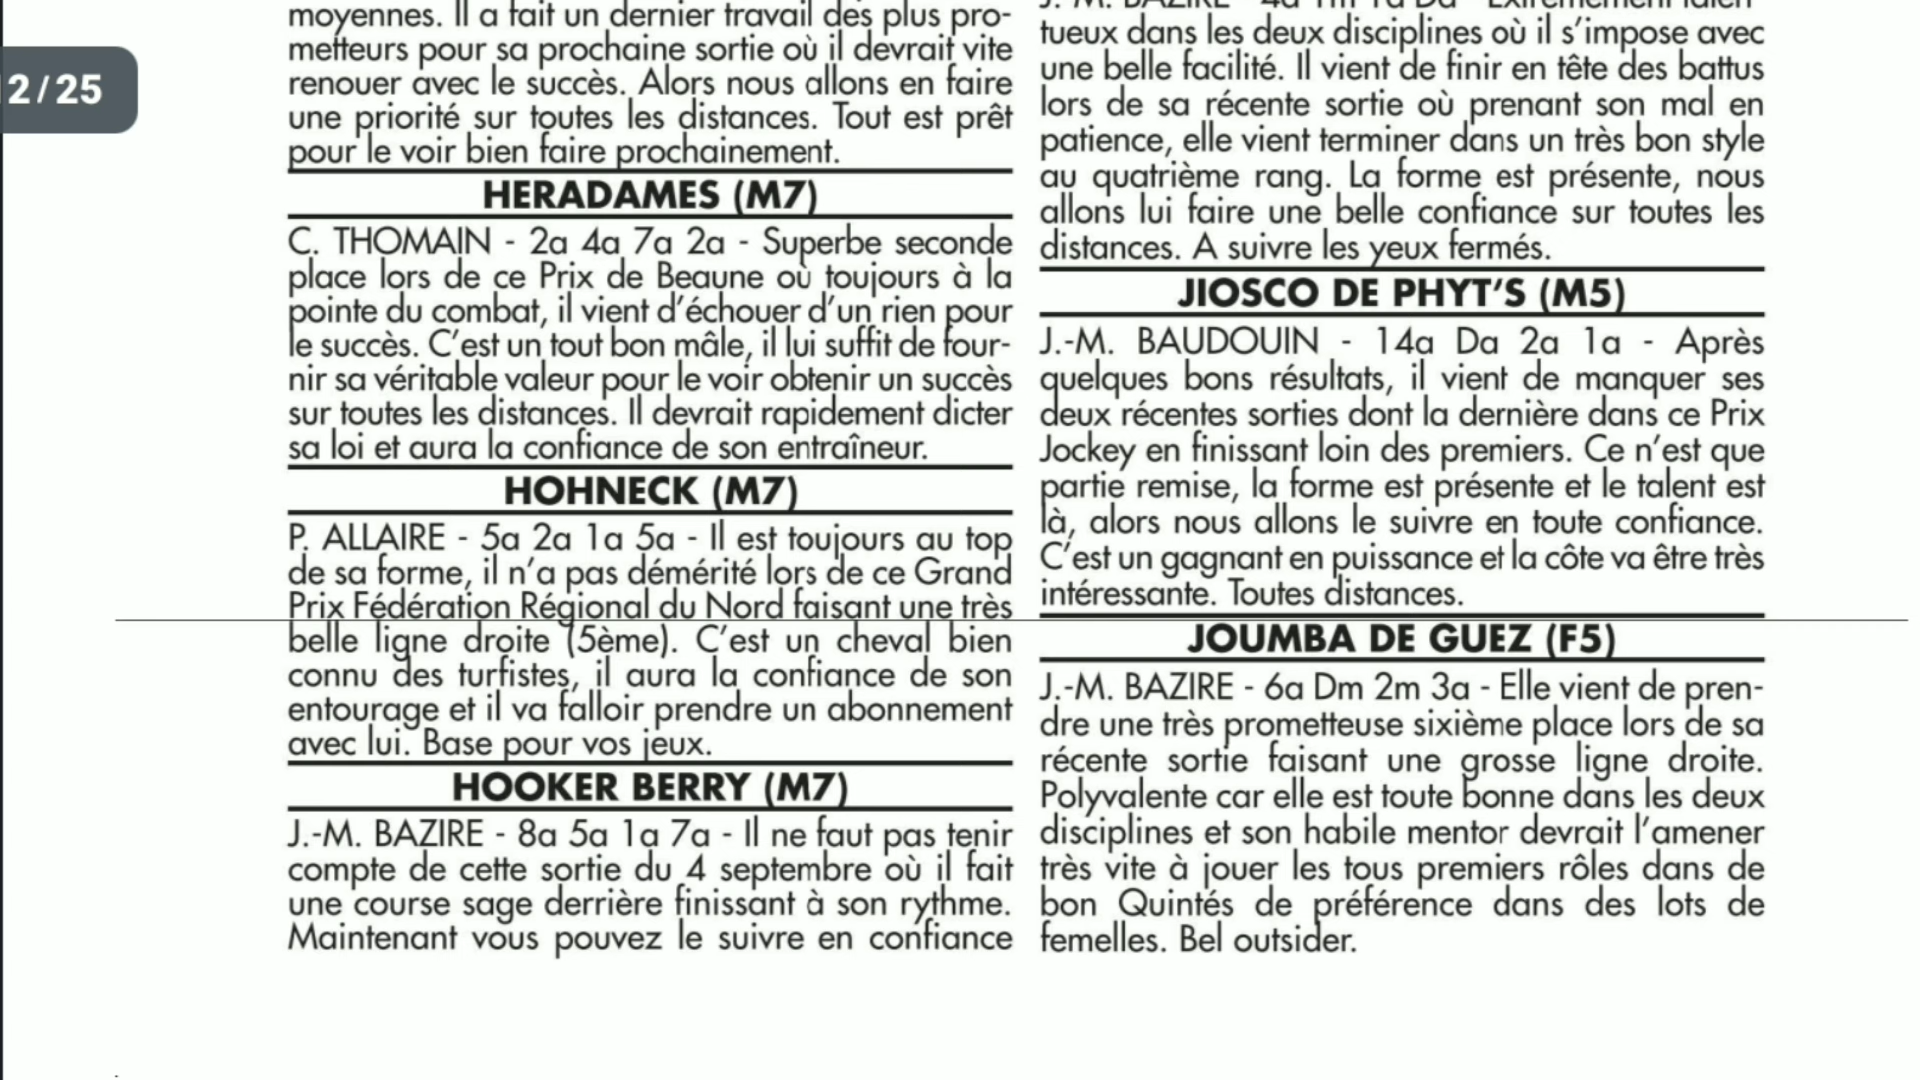 2/25
moyennes. Il a fait un dernier travail des plus pro-
metteurs pour sa prochaine sortie où il devrait vite
renouer avec le succès. Alors nous allons en faire
une priorité sur toutes les distances. Tout est prêt
pour le voir bien faire prochainement.
HERADAMES (M7)
C. THOMAIN - 2a 4a 7a 2a - Superbe seconde
place lors de ce Prix de Beaune où toujours à la
pointe du combat, il vient d'échouer d'un rien pour
le succès. C'est un tout bon mâle, il lui suffit de four-
nir sa véritable valeur pour le voir obtenir un succès
sur toutes les distances. Il devrait rapidement dicter
sa loi et aura la confiance de son entraîneur.
HOHNECK (M7)
P. ALLAIRE - 5a 2a 1a 5a - Il est toujours au top
de sa forme, il n'a pas démérité lors de ce Grand
Prix Fédération Régional du Nord faisant une très
belle ligne droite (5ème). C'est un cheval bien
connu des turfistes, il aura la confiance de son
entourage et il va falloir prendre un abonnement
avec lui. Base pour vos jeux.
HOOKER BERRY (M7)
J.-M. BAZIRE - 8a 5a 1a 7a - Il ne faut pas tenir
compte de cette sortie du 4 septembre où il fait
une course sage derrière finissant à son rythme.
Maintenant vous pouvez le suivre en confiance
J.-M. BAZIRE - 4a 1m 1a Da - Extrêmement talen-
tueux dans les deux disciplines où il s'impose avec
une belle facilité. Il vient de finir en tête des battus
lors de sa récente sortie où prenant son mal en
patience, elle vient terminer dans un très bon style
au quatrième rang. La forme est présente, nous
allons lui faire une belle confiance sur toutes les
distances. A suivre les yeux fermés.
JIOSCO DE PHYT'S (M5)
J.-M. BAUDOUIN - 14a Da 2a 1a - Après
quelques bons résultats, il vient de manquer ses
deux récentes sorties dont la dernière dans ce Prix
Jockey en finissant loin des premiers. Ce n'est que
partie remise, la forme est présente et le talent est
là, alors nous allons le suivre en toute confiance.
C'est un gagnant en puissance et la côte va être très
intéressante. Toutes distances.
JOUMBA DE GUEZ (F5)
J.-M. BAZIRE - 6a Dm 2m 3a - Elle vient de pren-
dre une très prometteuse sixième place lors de sa
récente sortie faisant une grosse ligne droite.
Polyvalente car elle est toute bonne dans les deux
disciplines et son habile mentor devrait l'amener
très vite à jouer les tous premiers rôles dans de
bon Quintés de préférence dans des lots de
femelles. Bel outsider.